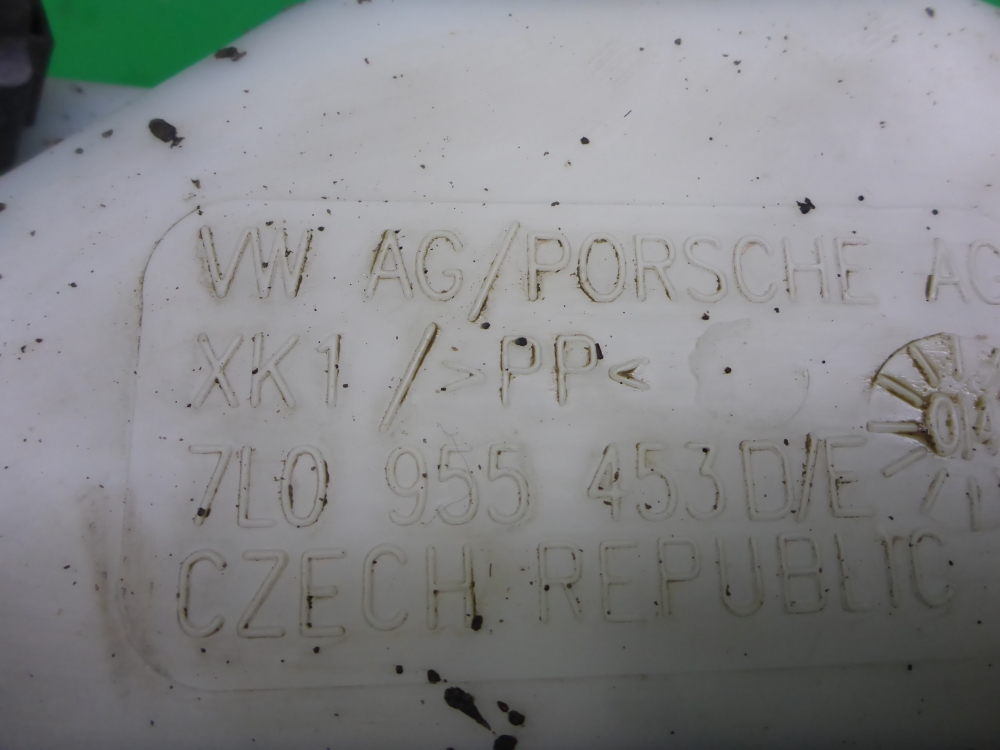 VW AG/PORSCHE AG
XK1 />PP<
7L0 955 453D/E
CZECH REPUBLIC